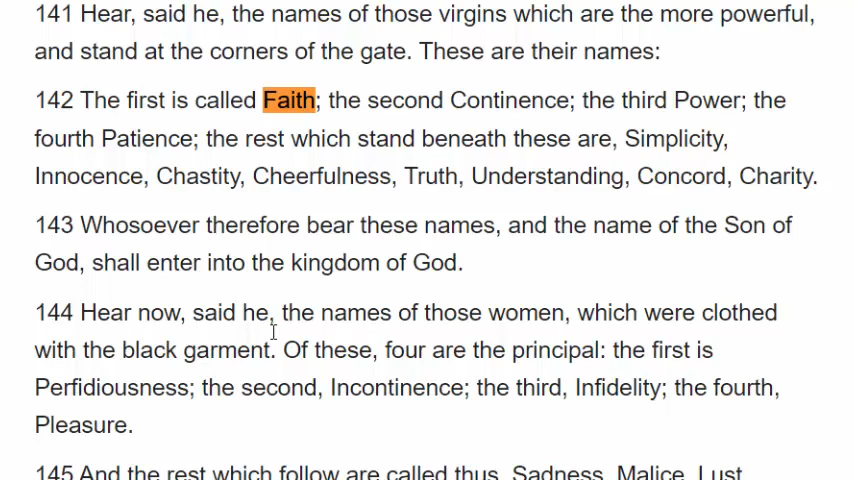 141 Hear, said he, the names of those virgins which are the more powerful,
and stand at the corners of the gate. These are their names:
142 The first is called Faith; the second Continence; the third Power; the
fourth Patience; the rest which stand beneath these are, Simplicity,
Innocence, Chastity, Cheerfulness, Truth, Understanding, Concord, Charity.
143 Whosoever therefore bear these names, and the name of the Son of
God, shall enter into the kingdom of God.
144 Hear now, said he, the names of those women, which were clothed
with the black garment. Of these, four are the principal: the first is
Perfidiousness; the second, Incontinence; the third, Infidelity; the fourth,
Pleasure.
145 And the rest which follow are called thus, Sadness, Malice, Lust,